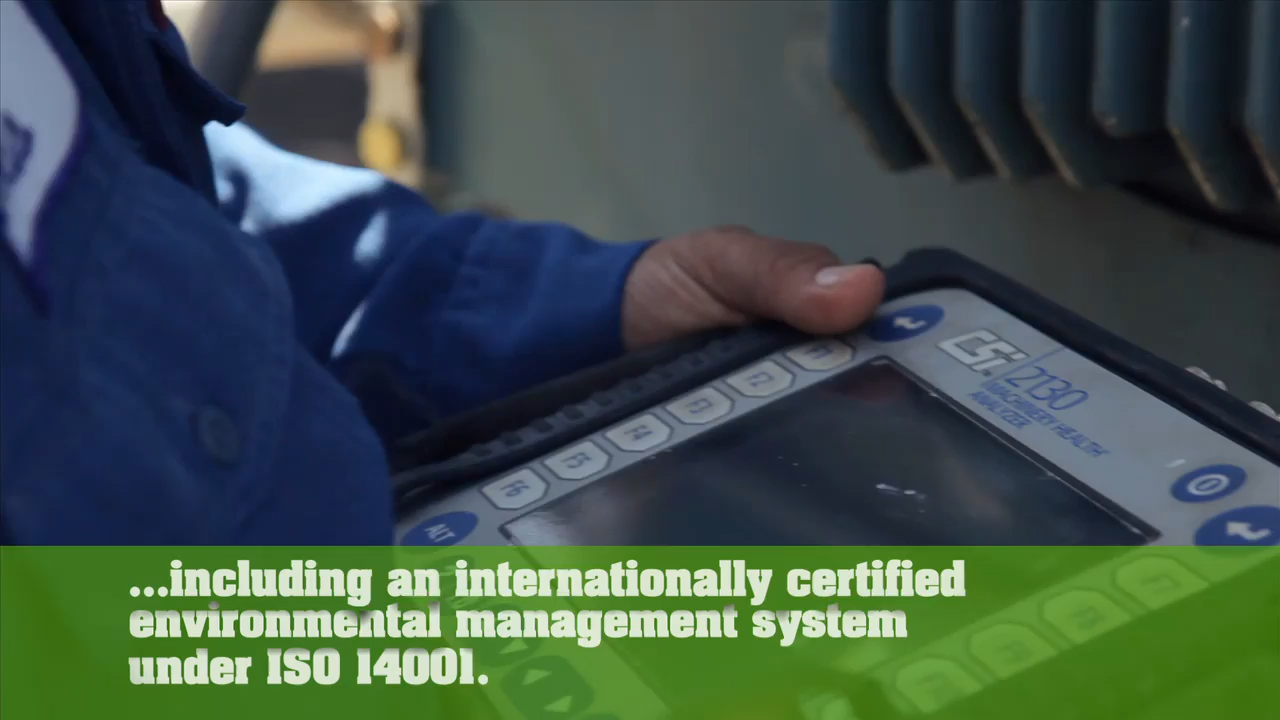 CSi 2130
MACHINERY HEALTH
ANALYZER
F1
F2
F3
F4
F5
F6
ALT
...including an internationally certified
environmental management system
under ISO 14001.